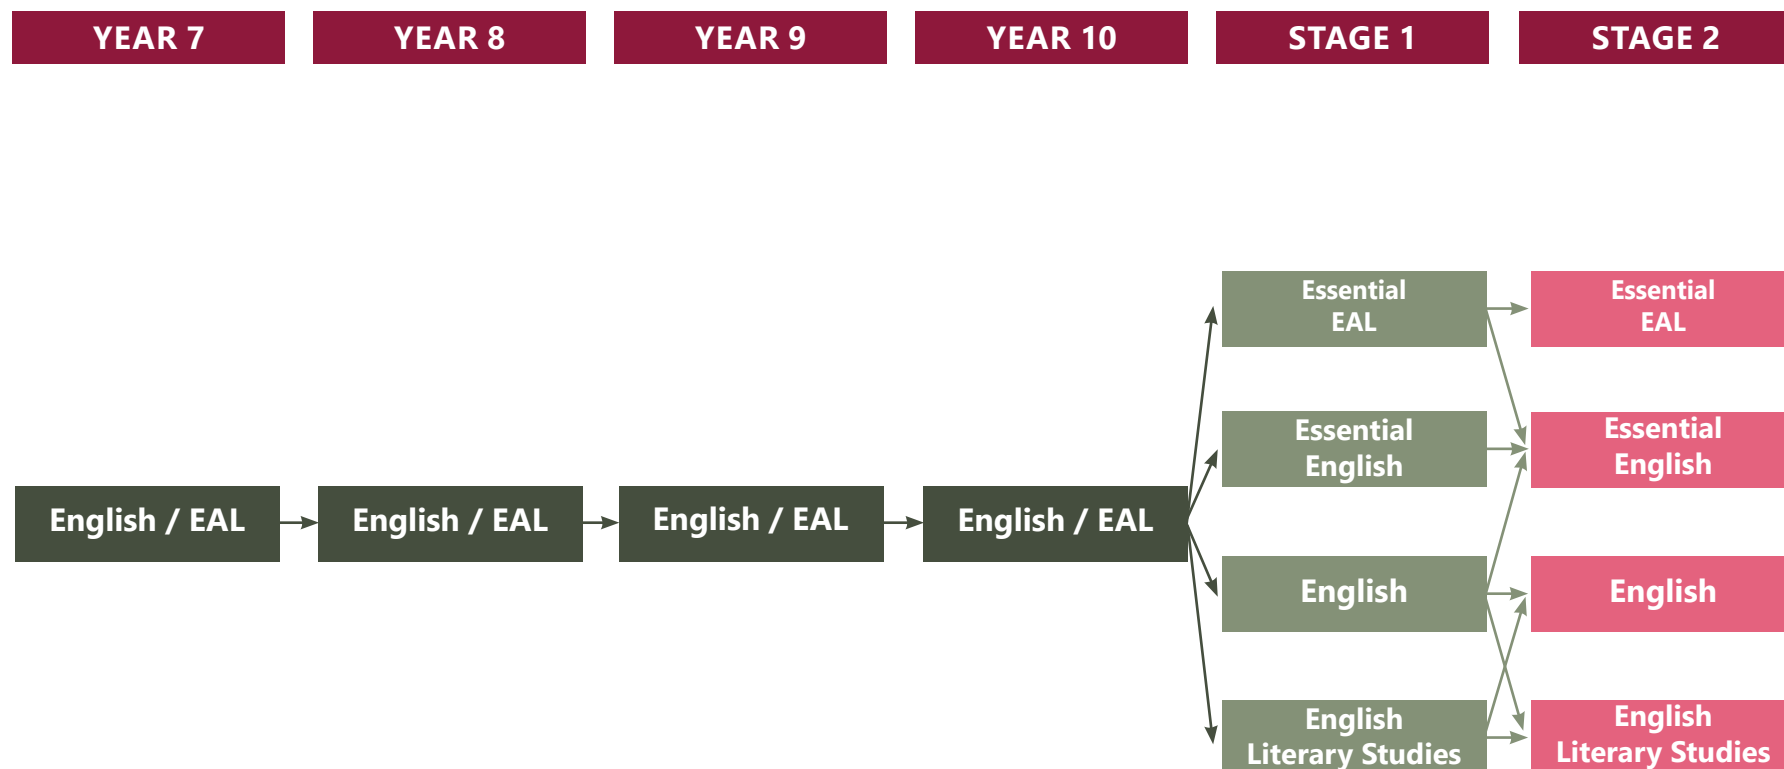 YEAR 7
YEAR 8
YEAR 9
YEAR 10
STAGE 1
STAGE 2
Essential
EAL
Essential
EAL
Essential
English
Essential
English
English / EAL
English / EAL
English / EAL
English / EAL
English
English
English
Literary Studies
English
Literary Studies